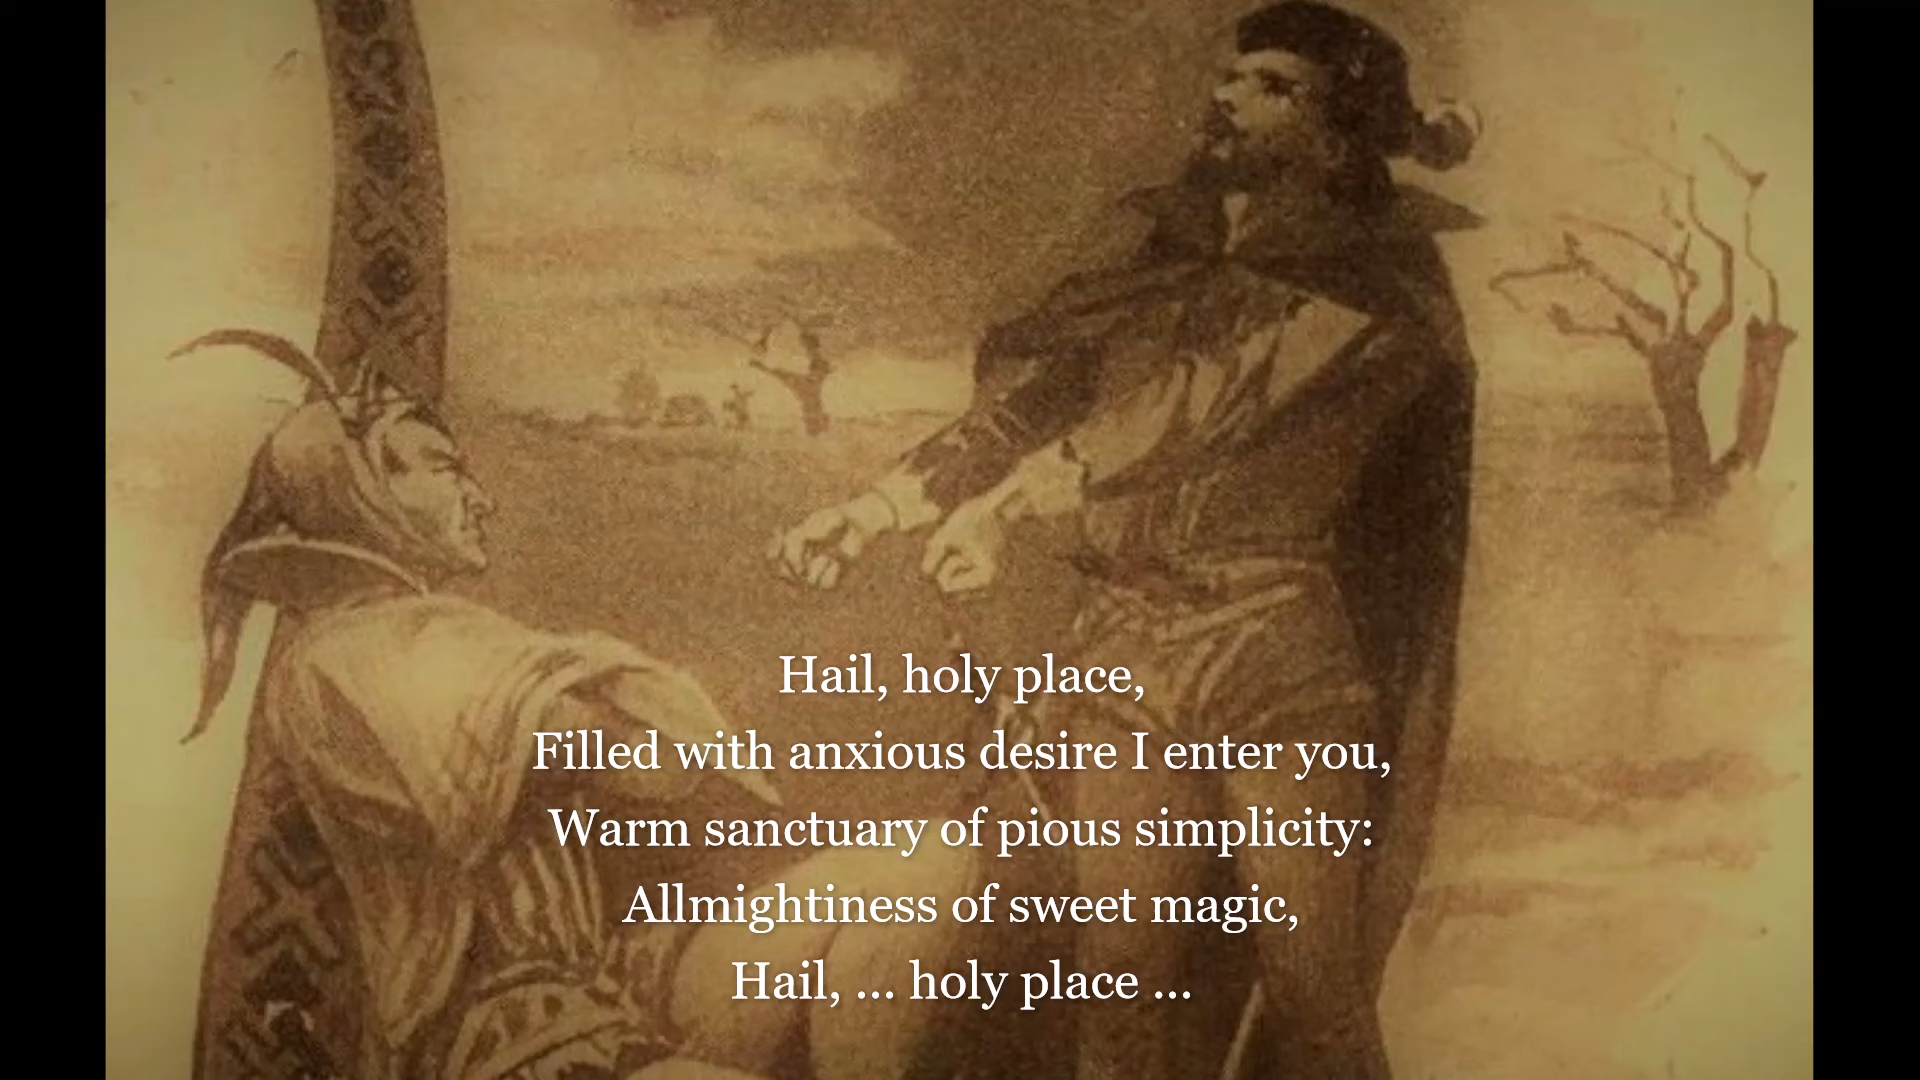 Hail, holy place,
Filled with anxious desire I enter you,
Warm sanctuary of pious simplicity:
Allmightiness of sweet magic,
Hail, ... holy place ...